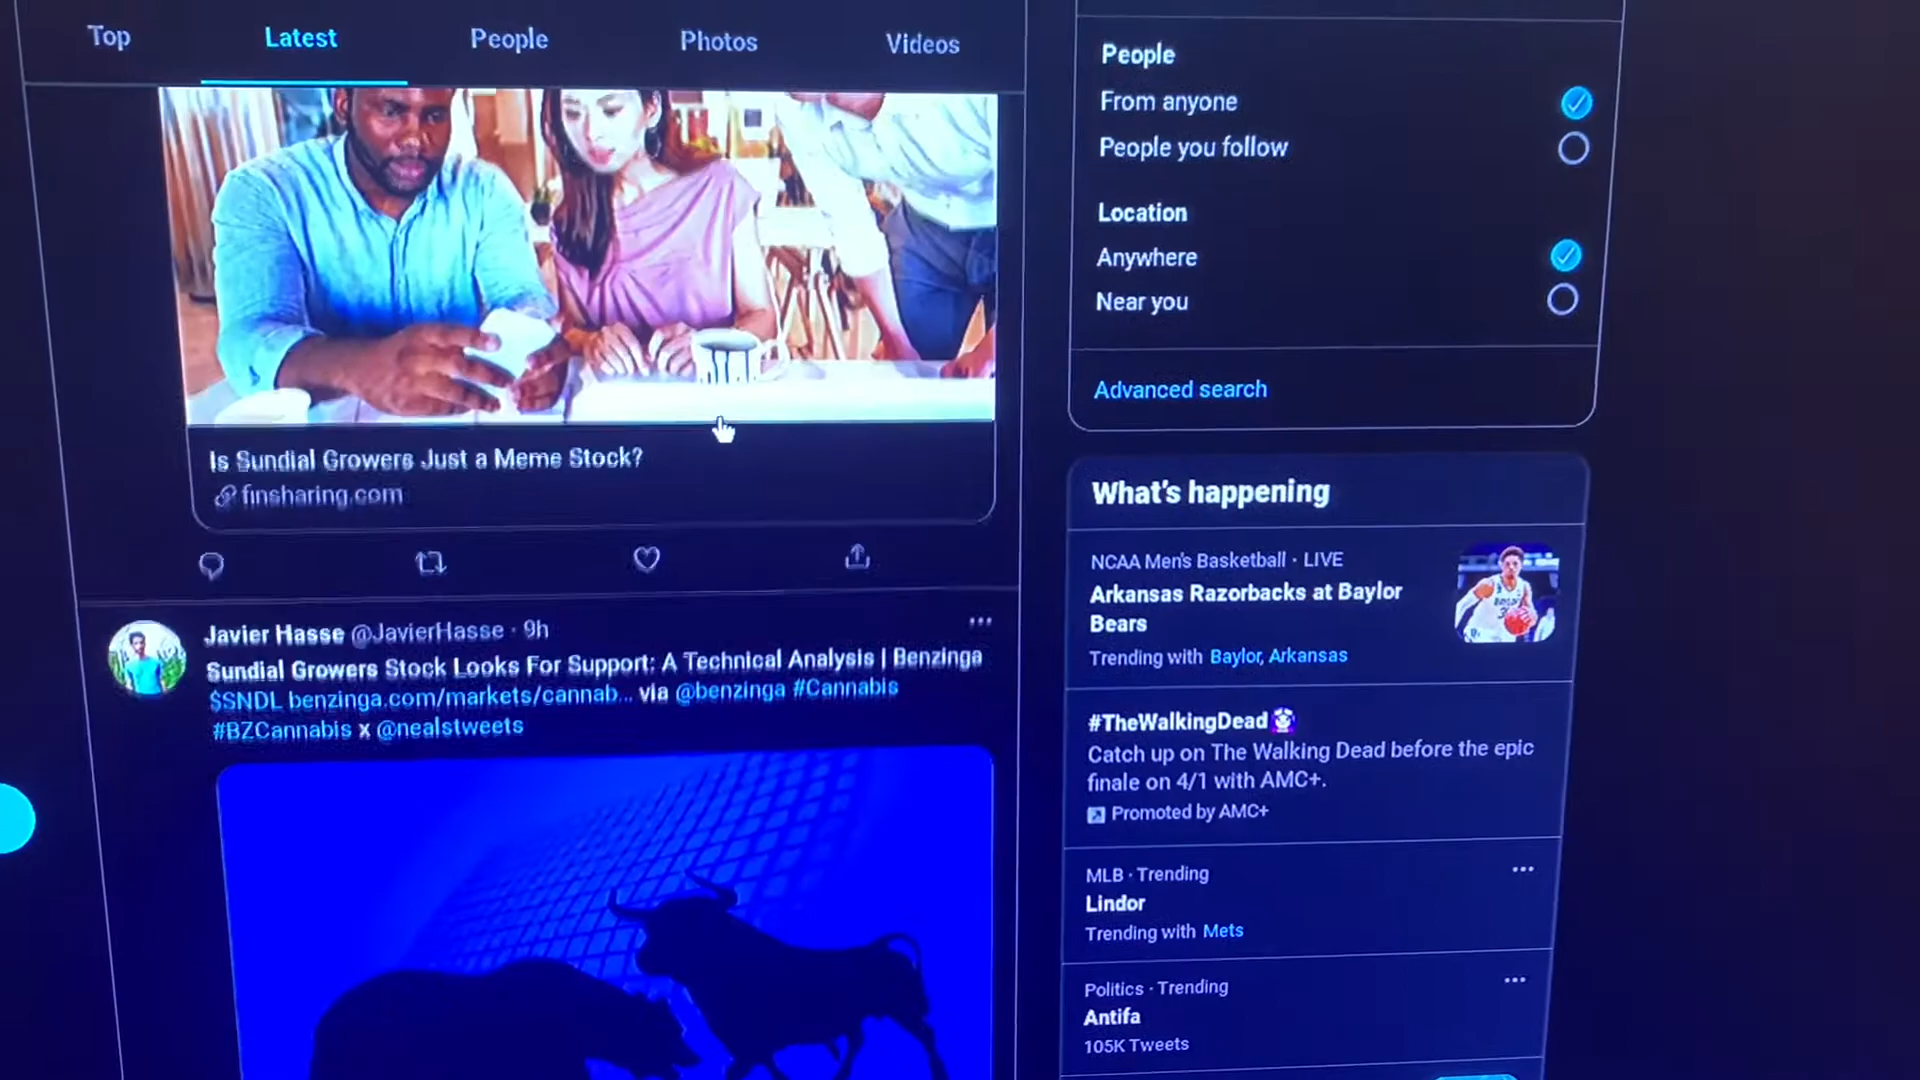 Top
Latest
People
Photos
Videos
Is Sundial Growers Just a Meme Stock?
finsharing.com
Javier Hasse @JavierHasse · 9h
Sundial Growers Stock Looks For Support: A Technical Analysis | Benzinga
$SNDL benzinga.com/markets/cannab... via @benzinga #Cannabis
#BZCannabis x @nealstweets
People
From anyone
People you follow
Location
Anywhere
Near you
Advanced search
What's happening
NCAA Men's Basketball · LIVE
Arkansas Razorbacks at Baylor
Bears
Trending with Baylor, Arkansas
#TheWalkingDead
Catch up on The Walking Dead before the epic
finale on 4/1 with AMC+.
Promoted by AMC+
MLB · Trending
Lindor
Trending with Mets
Politics · Trending
Antifa
105K Tweets